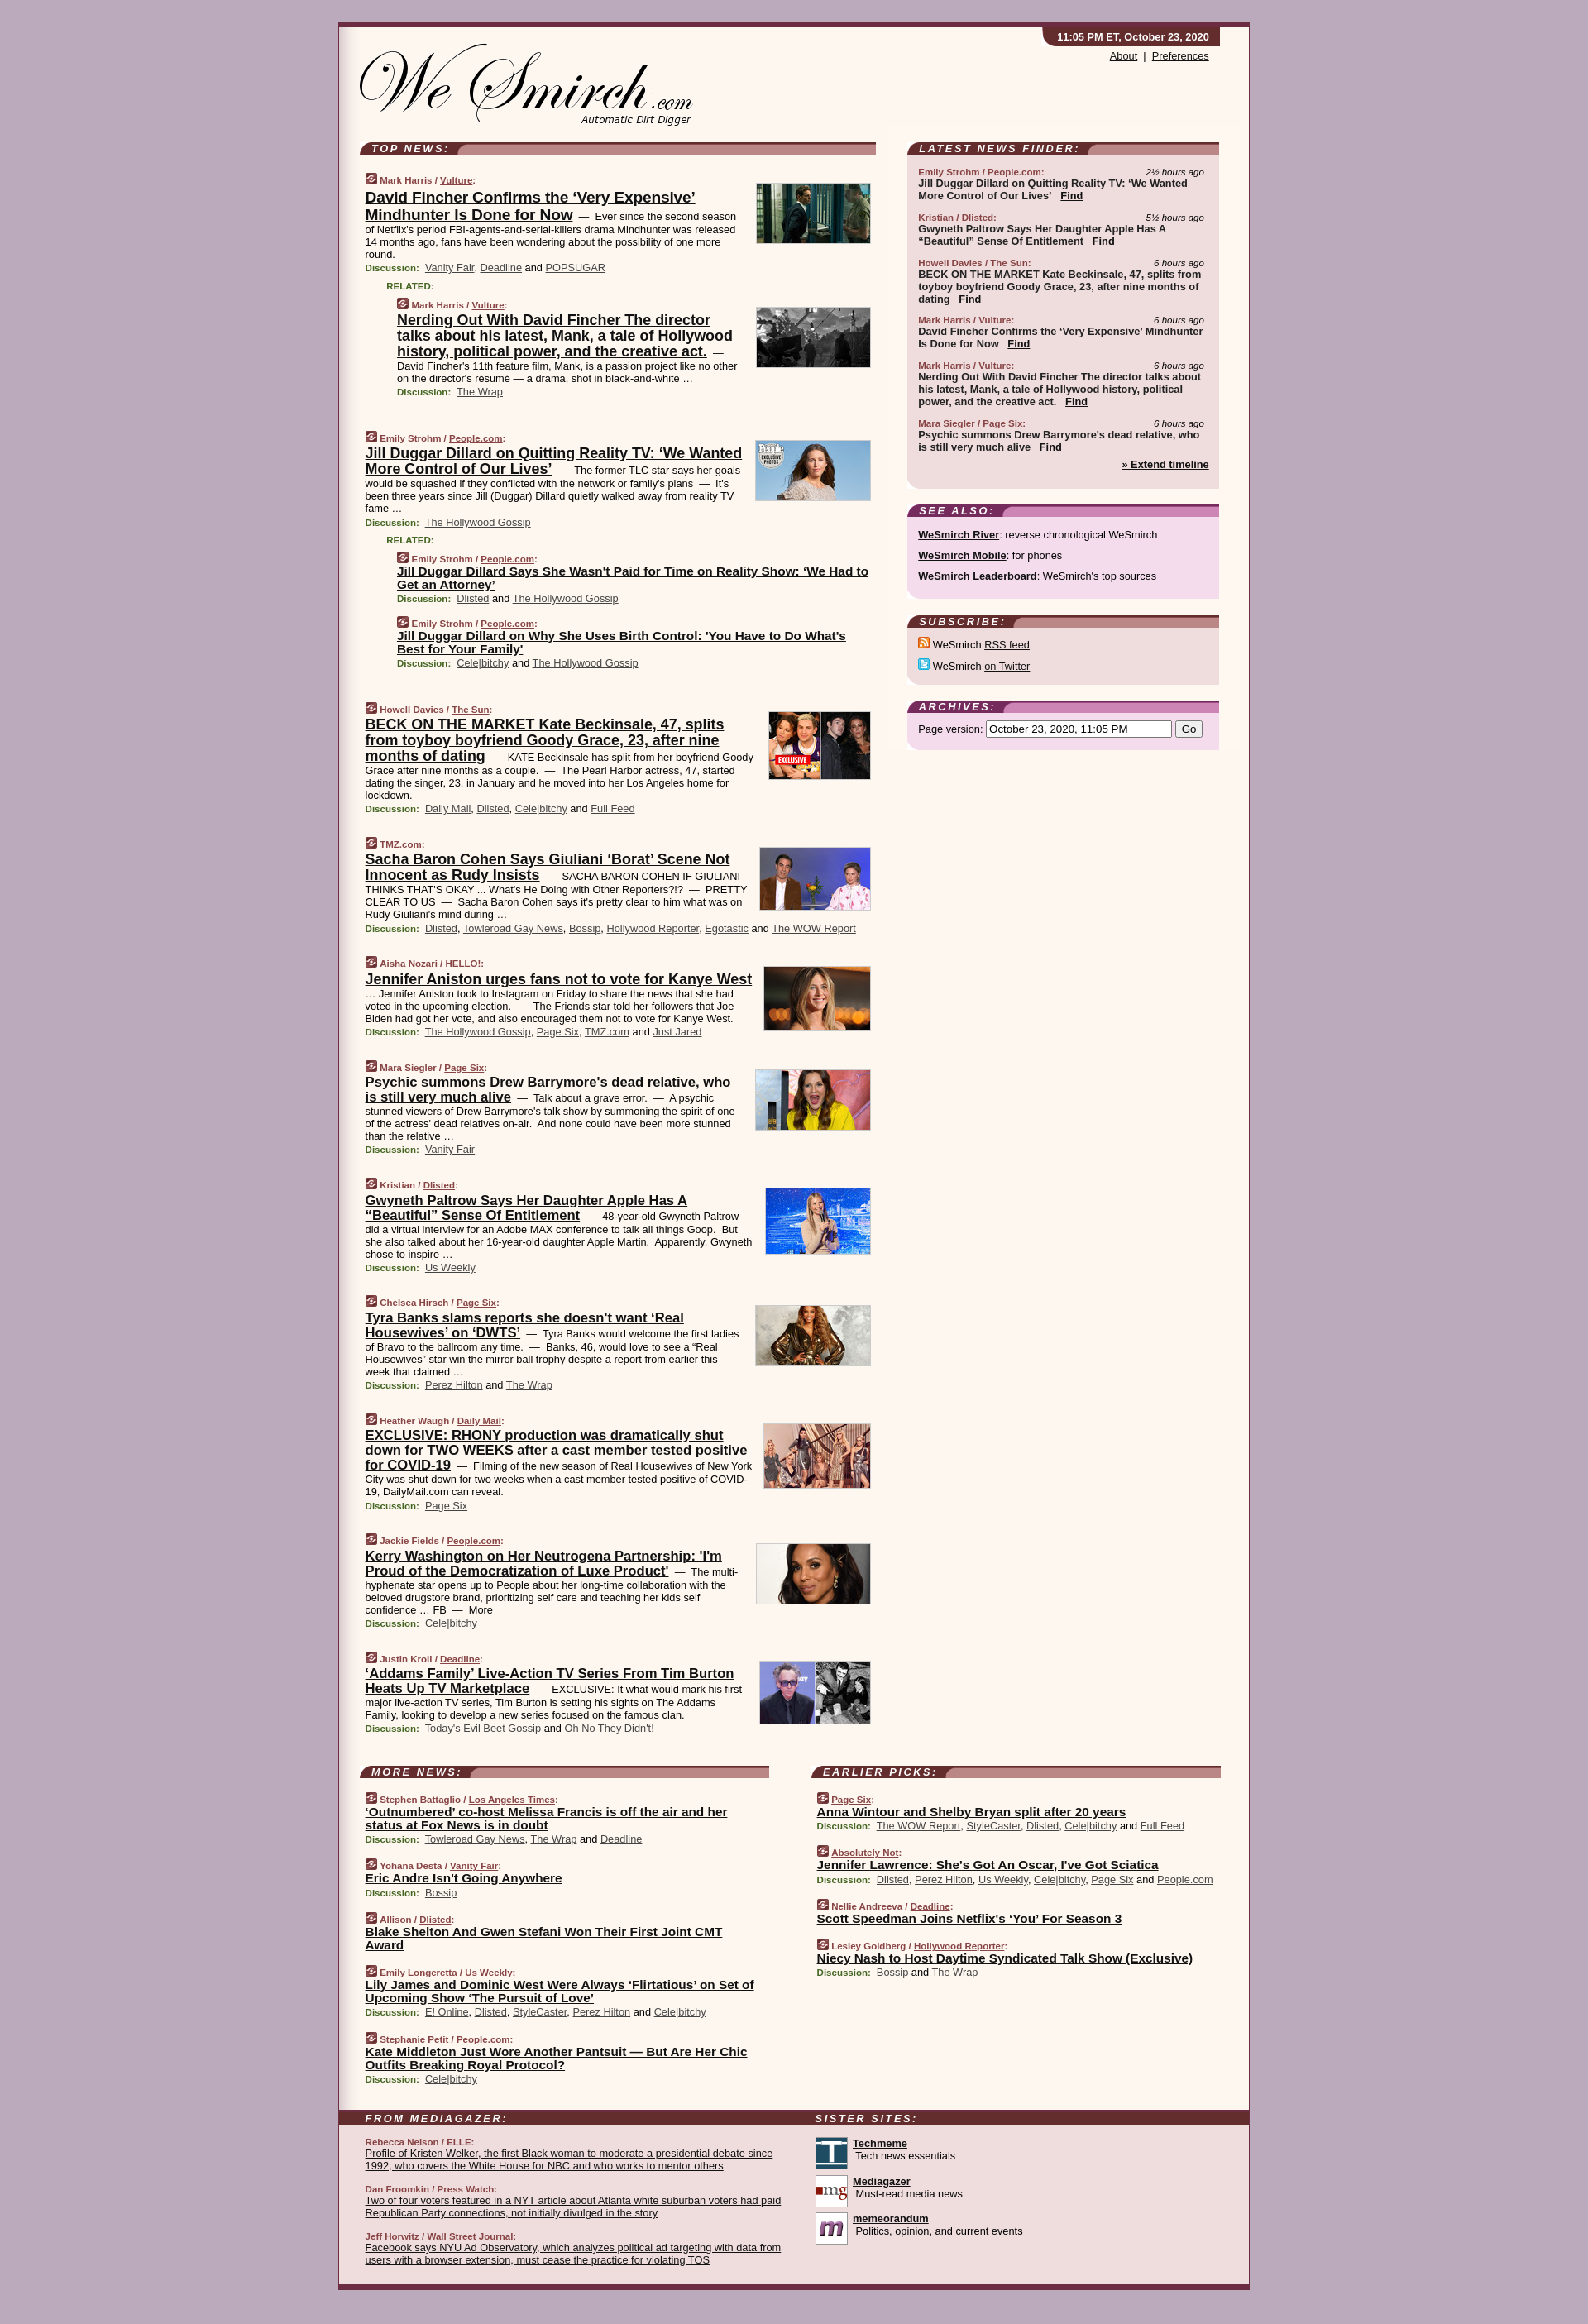 11:05 PM ET, October 23, 2020
About | Preferences
We Smirch.com
Automatic Dirt Digger
TOP NEWS:
Mark Harris / Vulture:
David Fincher Confirms the ‘Very Expensive’
Mindhunter Is Done for Now — Ever since the second season
of Netflix's period FBI-agents-and-serial-killers drama Mindhunter was released
14 months ago, fans have been wondering about the possibility of one more
round.
Discussion: Vanity Fair, Deadline and POPSUGAR
RELATED:
Mark Harris / Vulture:
Nerding Out With David Fincher The director
talks about his latest, Mank, a tale of Hollywood
history, political power, and the creative act. —
David Fincher's 11th feature film, Mank, is a passion project like no other
on the director's résumé — a drama, shot in black-and-white …
Discussion: The Wrap
Emily Strohm / People.com:
Jill Duggar Dillard on Quitting Reality TV: ‘We Wanted
More Control of Our Lives’ — The former TLC star says her goals
would be squashed if they conflicted with the network or family's plans — It's
been three years since Jill (Duggar) Dillard quietly walked away from reality TV
fame …
Discussion: The Hollywood Gossip
People
EXCLUSIVE
PHOTOS
RELATED:
Emily Strohm / People.com:
Jill Duggar Dillard Says She Wasn't Paid for Time on Reality Show: ‘We Had to
Get an Attorney’
Discussion: Dlisted and The Hollywood Gossip
Emily Strohm / People.com:
Jill Duggar Dillard on Why She Uses Birth Control: 'You Have to Do What's
Best for Your Family'
Discussion: Cele|bitchy and The Hollywood Gossip
Howell Davies / The Sun:
BECK ON THE MARKET Kate Beckinsale, 47, splits
from toyboy boyfriend Goody Grace, 23, after nine
months of dating — KATE Beckinsale has split from her boyfriend Goody
Grace after nine months as a couple. — The Pearl Harbor actress, 47, started
dating the singer, 23, in January and he moved into her Los Angeles home for
lockdown.
Discussion: Daily Mail, Dlisted, Cele|bitchy and Full Feed
EXCLUSIVE
TMZ.com:
Sacha Baron Cohen Says Giuliani ‘Borat’ Scene Not
Innocent as Rudy Insists — SACHA BARON COHEN IF GIULIANI
THINKS THAT'S OKAY ... What's He Doing with Other Reporters?!? — PRETTY
CLEAR TO US — Sacha Baron Cohen says it's pretty clear to him what was on
Rudy Giuliani's mind during …
Discussion: Dlisted, Towleroad Gay News, Bossip, Hollywood Reporter, Egotastic and The WOW Report
Aisha Nozari / HELLO!:
Jennifer Aniston urges fans not to vote for Kanye West
… Jennifer Aniston took to Instagram on Friday to share the news that she had
voted in the upcoming election. — The Friends star told her followers that Joe
Biden had got her vote, and also encouraged them not to vote for Kanye West.
Discussion: The Hollywood Gossip, Page Six, TMZ.com and Just Jared
Mara Siegler / Page Six:
Psychic summons Drew Barrymore's dead relative, who
is still very much alive — Talk about a grave error. — A psychic
stunned viewers of Drew Barrymore's talk show by summoning the spirit of one
of the actress' dead relatives on-air. And none could have been more stunned
than the relative …
Discussion: Vanity Fair
Kristian / Dlisted:
Gwyneth Paltrow Says Her Daughter Apple Has A
“Beautiful” Sense Of Entitlement — 48-year-old Gwyneth Paltrow
did a virtual interview for an Adobe MAX conference to talk all things Goop. But
she also talked about her 16-year-old daughter Apple Martin. Apparently, Gwyneth
chose to inspire …
Discussion: Us Weekly
Chelsea Hirsch / Page Six:
Tyra Banks slams reports she doesn't want ‘Real
Housewives’ on ‘DWTS’ — Tyra Banks would welcome the first ladies
of Bravo to the ballroom any time. — Banks, 46, would love to see a “Real
Housewives” star win the mirror ball trophy despite a report from earlier this
week that claimed …
Discussion: Perez Hilton and The Wrap
Heather Waugh / Daily Mail:
EXCLUSIVE: RHONY production was dramatically shut
down for TWO WEEKS after a cast member tested positive
for COVID-19 — Filming of the new season of Real Housewives of New York
City was shut down for two weeks when a cast member tested positive of COVID-
19, DailyMail.com can reveal.
Discussion: Page Six
Jackie Fields / People.com:
Kerry Washington on Her Neutrogena Partnership: 'I'm
Proud of the Democratization of Luxe Product' — The multi-
hyphenate star opens up to People about her long-time collaboration with the
beloved drugstore brand, prioritizing self care and teaching her kids self
confidence … FB — More
Discussion: Cele|bitchy
Justin Kroll / Deadline:
‘Addams Family’ Live-Action TV Series From Tim Burton
Heats Up TV Marketplace — EXCLUSIVE: It what would mark his first
major live-action TV series, Tim Burton is setting his sights on The Addams
Family, looking to develop a new series focused on the famous clan.
Discussion: Today's Evil Beet Gossip and Oh No They Didn't!
LATEST NEWS FINDER:
Emily Strohm / People.com: 2½ hours ago
Jill Duggar Dillard on Quitting Reality TV: ‘We Wanted
More Control of Our Lives’ Find
Kristian / Dlisted: 5½ hours ago
Gwyneth Paltrow Says Her Daughter Apple Has A
“Beautiful” Sense Of Entitlement Find
Howell Davies / The Sun: 6 hours ago
BECK ON THE MARKET Kate Beckinsale, 47, splits from
toyboy boyfriend Goody Grace, 23, after nine months of
dating Find
Mark Harris / Vulture: 6 hours ago
David Fincher Confirms the ‘Very Expensive’ Mindhunter
Is Done for Now Find
Mark Harris / Vulture: 6 hours ago
Nerding Out With David Fincher The director talks about
his latest, Mank, a tale of Hollywood history, political
power, and the creative act. Find
Mara Siegler / Page Six: 6 hours ago
Psychic summons Drew Barrymore's dead relative, who
is still very much alive Find
» Extend timeline
SEE ALSO:
WeSmirch River: reverse chronological WeSmirch
WeSmirch Mobile: for phones
WeSmirch Leaderboard: WeSmirch's top sources
SUBSCRIBE:
WeSmirch RSS feed
WeSmirch on Twitter
ARCHIVES:
Page version: October 23, 2020, 11:05 PM Go
MORE NEWS:
Stephen Battaglio / Los Angeles Times:
‘Outnumbered’ co-host Melissa Francis is off the air and her
status at Fox News is in doubt
Discussion: Towleroad Gay News, The Wrap and Deadline
Yohana Desta / Vanity Fair:
Eric Andre Isn't Going Anywhere
Discussion: Bossip
Allison / Dlisted:
Blake Shelton And Gwen Stefani Won Their First Joint CMT
Award
Emily Longeretta / Us Weekly:
Lily James and Dominic West Were Always ‘Flirtatious’ on Set of
Upcoming Show ‘The Pursuit of Love’
Discussion: E! Online, Dlisted, StyleCaster, Perez Hilton and Cele|bitchy
Stephanie Petit / People.com:
Kate Middleton Just Wore Another Pantsuit — But Are Her Chic
Outfits Breaking Royal Protocol?
Discussion: Cele|bitchy
EARLIER PICKS:
Page Six:
Anna Wintour and Shelby Bryan split after 20 years
Discussion: The WOW Report, StyleCaster, Dlisted, Cele|bitchy and Full Feed
Absolutely Not:
Jennifer Lawrence: She's Got An Oscar, I've Got Sciatica
Discussion: Dlisted, Perez Hilton, Us Weekly, Cele|bitchy, Page Six and People.com
Nellie Andreeva / Deadline:
Scott Speedman Joins Netflix's ‘You’ For Season 3
Lesley Goldberg / Hollywood Reporter:
Niecy Nash to Host Daytime Syndicated Talk Show (Exclusive)
Discussion: Bossip and The Wrap
FROM MEDIAGAZER:
Rebecca Nelson / ELLE:
Profile of Kristen Welker, the first Black woman to moderate a presidential debate since
1992, who covers the White House for NBC and who works to mentor others
Dan Froomkin / Press Watch:
Two of four voters featured in a NYT article about Atlanta white suburban voters had paid
Republican Party connections, not initially divulged in the story
Jeff Horwitz / Wall Street Journal:
Facebook says NYU Ad Observatory, which analyzes political ad targeting with data from
users with a browser extension, must cease the practice for violating TOS
SISTER SITES:
T
Techmeme
Tech news essentials
mg
Mediagazer
Must-read media news
m
memeorandum
Politics, opinion, and current events